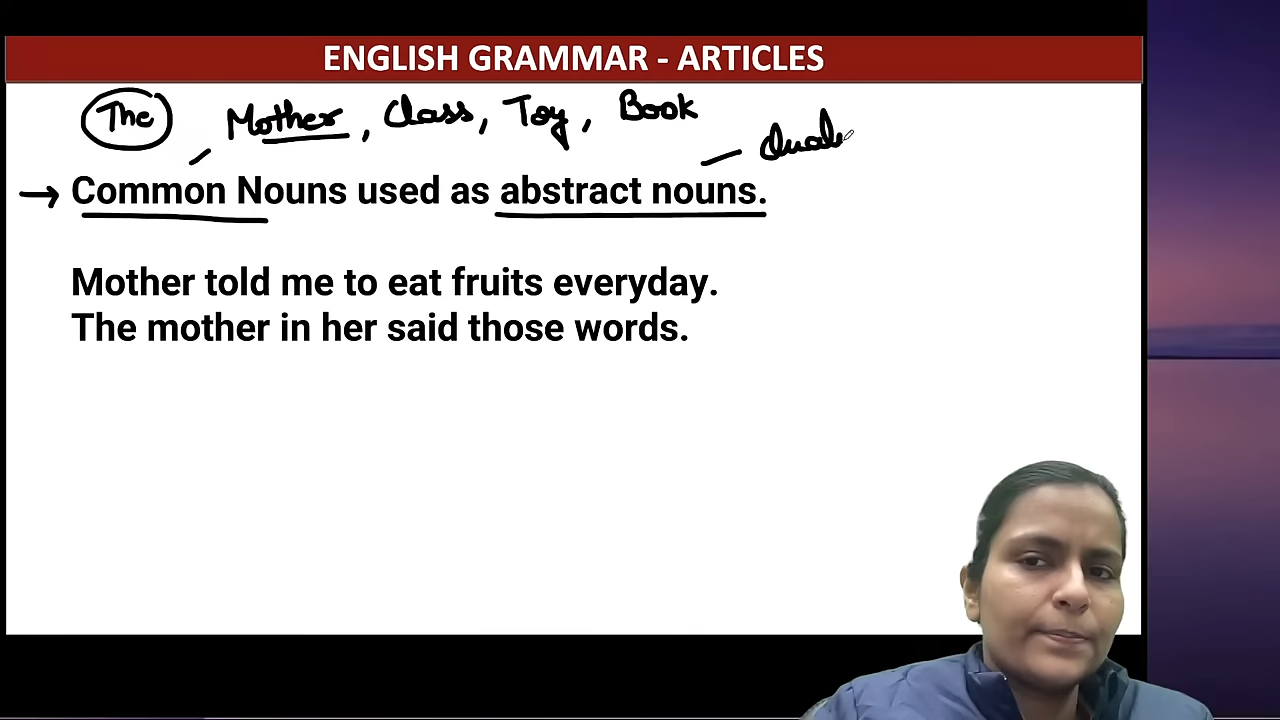 ENGLISH GRAMMAR - ARTICLES
The Mother, Class, Toy, Book
→ Common Nouns used as abstract nouns.
Mother told me to eat fruits everyday.
The mother in her said those words.